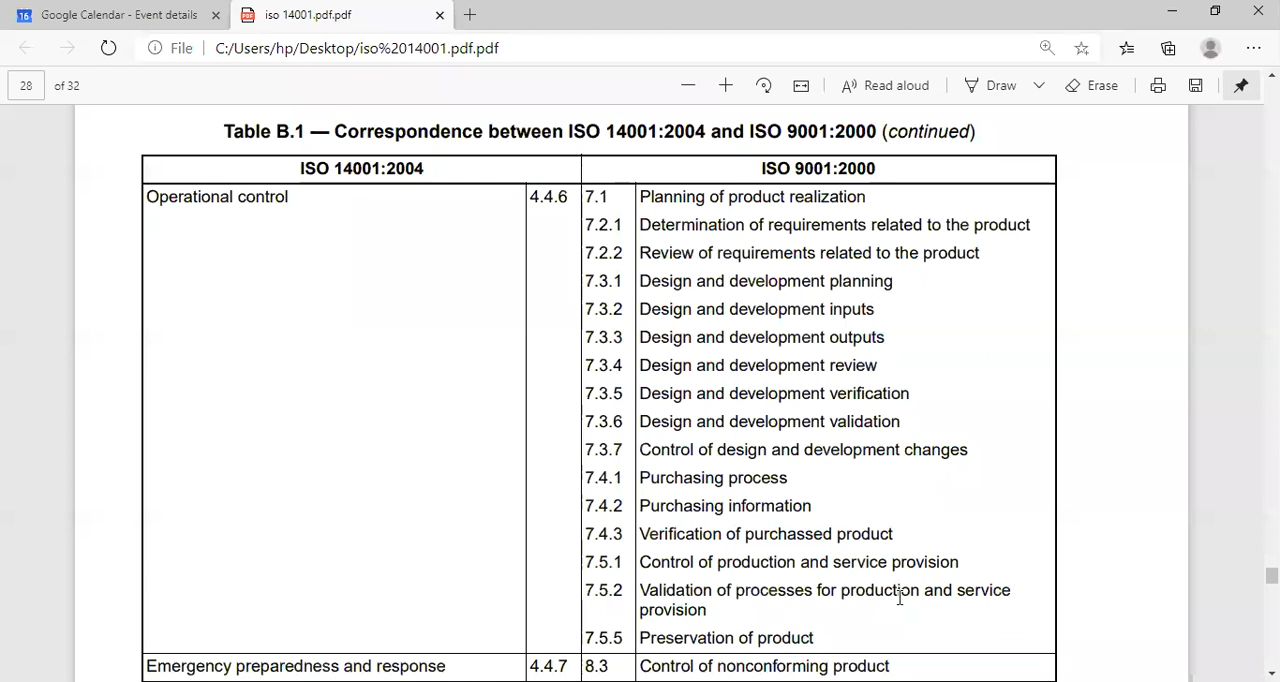 Google Calendar - Event details
iso 14001.pdf.pdf
File
C:/Users/hp/Desktop/iso%2014001.pdf.pdf
28 of 32
Read aloud
Draw
Erase
Table B.1 — Correspondence between ISO 14001:2004 and ISO 9001:2000 (continued)
ISO 14001:2004 ISO 9001:2000
Operational control 4.4.6 7.1 Planning of product realization
7.2.1 Determination of requirements related to the product
7.2.2 Review of requirements related to the product
7.3.1 Design and development planning
7.3.2 Design and development inputs
7.3.3 Design and development outputs
7.3.4 Design and development review
7.3.5 Design and development verification
7.3.6 Design and development validation
7.3.7 Control of design and development changes
7.4.1 Purchasing process
7.4.2 Purchasing information
7.4.3 Verification of purchassed product
7.5.1 Control of production and service provision
7.5.2 Validation of processes for production and service
provision
7.5.5 Preservation of product
Emergency preparedness and response 4.4.7 8.3 Control of nonconforming product